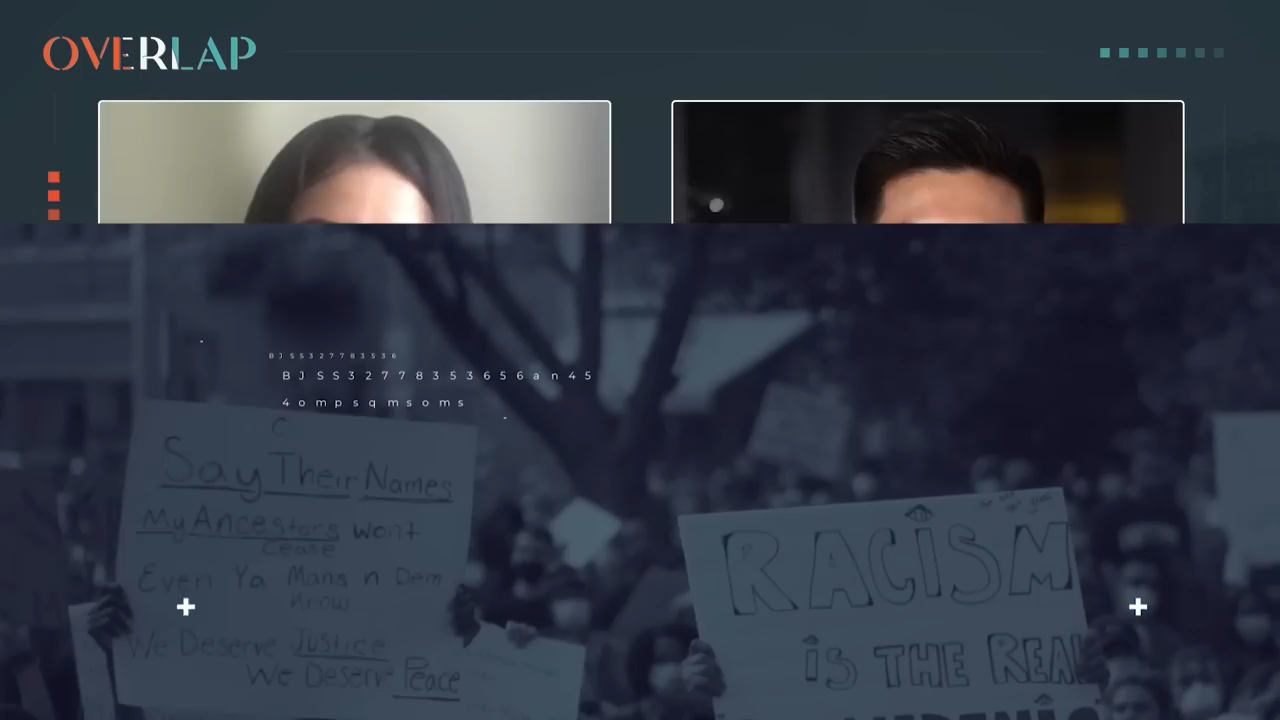 OVERLAP
BJSS327783536
BJSS3277835365​6an45
4ompsqmsoms
C
Say Their Names
My Ancestors Wont
Cease
Even Ya Mans n Dem
Know
We Deserve Justice
We Deserve Peace
RACISM
is THE REAL